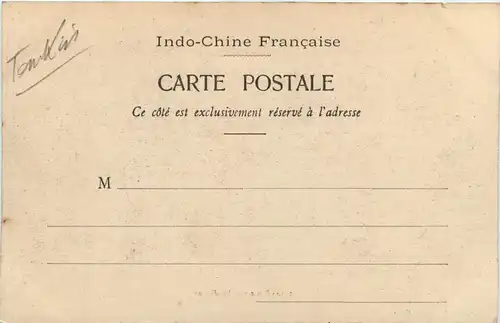 Tonkin
Indo-Chine Française
CARTE POSTALE
Ce côté est exclusivement réservé à l'adresse
M